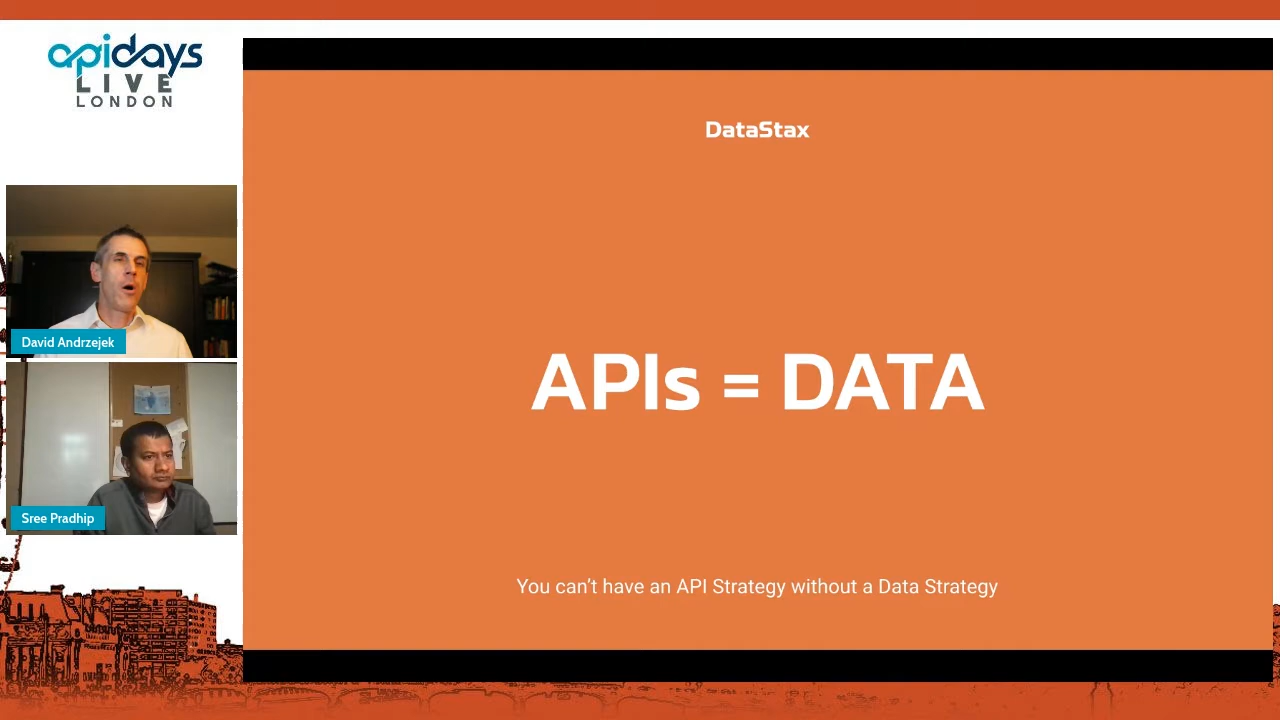 apidays
LIVE
LONDON
David Andrzejek
Sree Pradhip
DataStax
APIs = DATA
You can't have an API Strategy without a Data Strategy